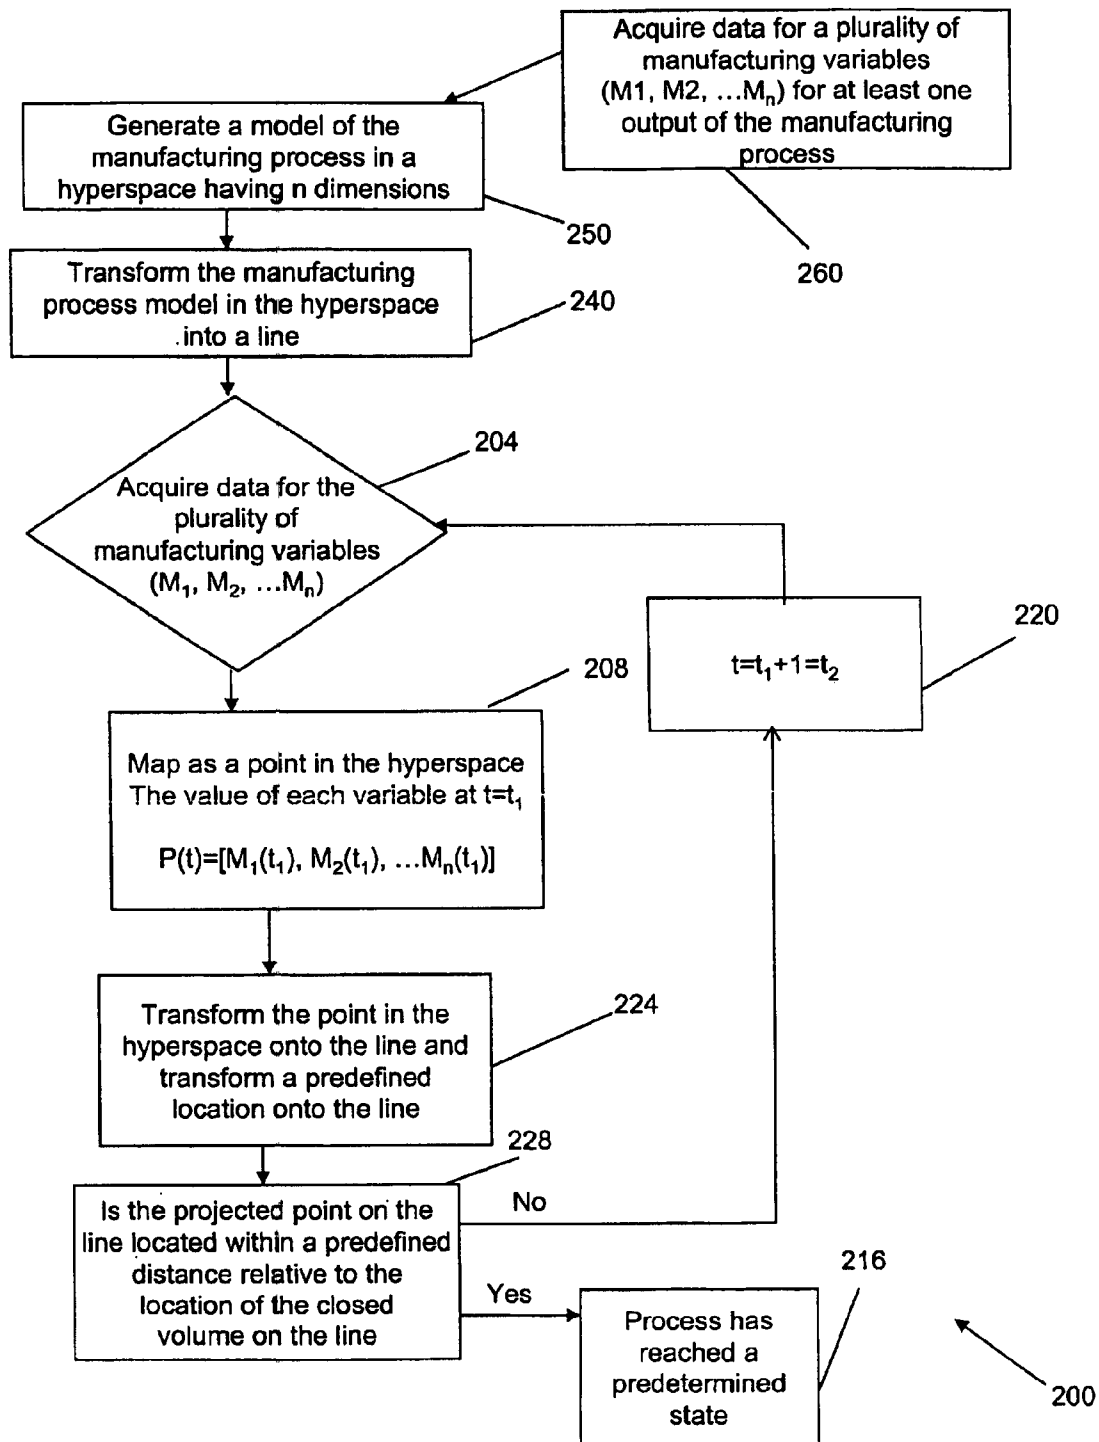 Acquire data for a plurality of
manufacturing variables
(M1, M2, ...Mₙ) for at least one
output of the manufacturing
process
260
Generate a model of the
manufacturing process in a
hyperspace having n dimensions
250
Transform the manufacturing
process model in the hyperspace
into a line
240
204
Acquire data for the
plurality of
manufacturing variables
(M₁, M₂, ...Mₙ)
220
t=t₁+1=t₂
208
Map as a point in the hyperspace
The value of each variable at t=t₁
P(t)=[M₁(t₁), M₂(t₁), ...Mₙ(t₁)]
224
Transform the point in the
hyperspace onto the line and
transform a predefined
location onto the line
228
Is the projected point on the
line located within a predefined
distance relative to the
location of the closed
volume on the line
No
Yes
216
Process has
reached a
predetermined
state
200